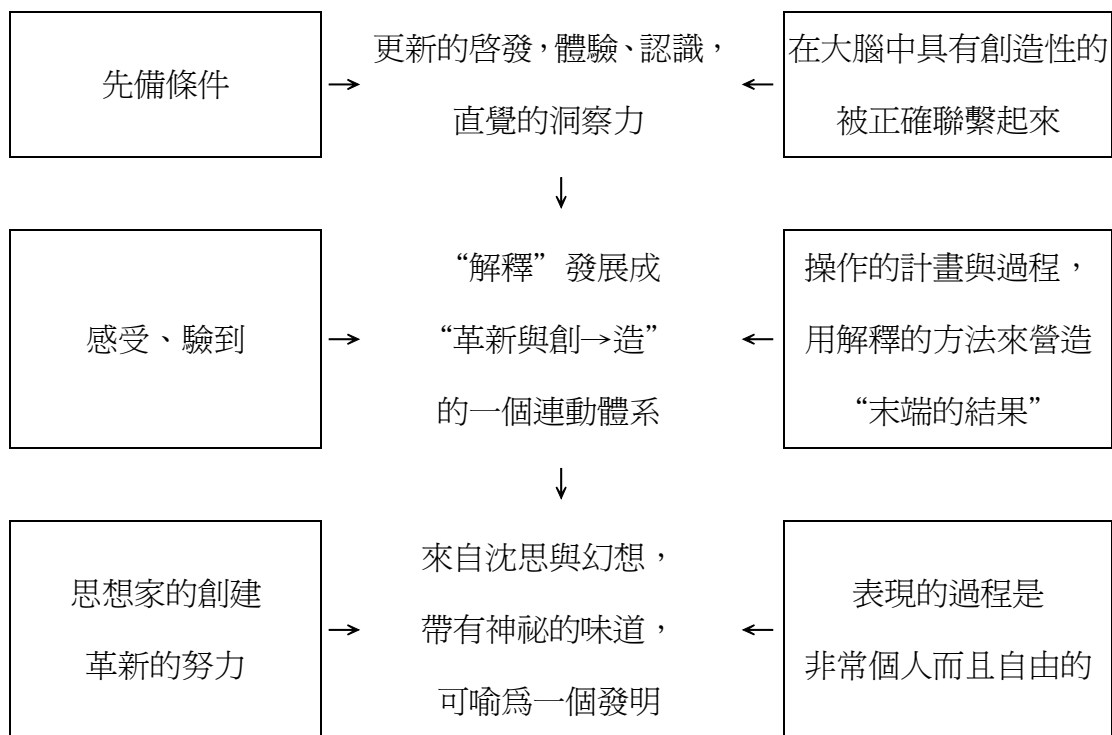 先備條件
→
更新的啓發，體驗、認識，
直覺的洞察力
←
在大腦中具有創造性的
被正確聯繫起來
↓
感受、驗到
→
“解釋”發展成
“革新與創→造”
的一個連動體系
←
操作的計畫與過程，
用解釋的方法來營造
“末端的結果”
↓
思想家的創建
革新的努力
→
來自沈思與幻想，
帶有神祕的味道，
可喻爲一個發明
←
表現的過程是
非常個人而且自由的